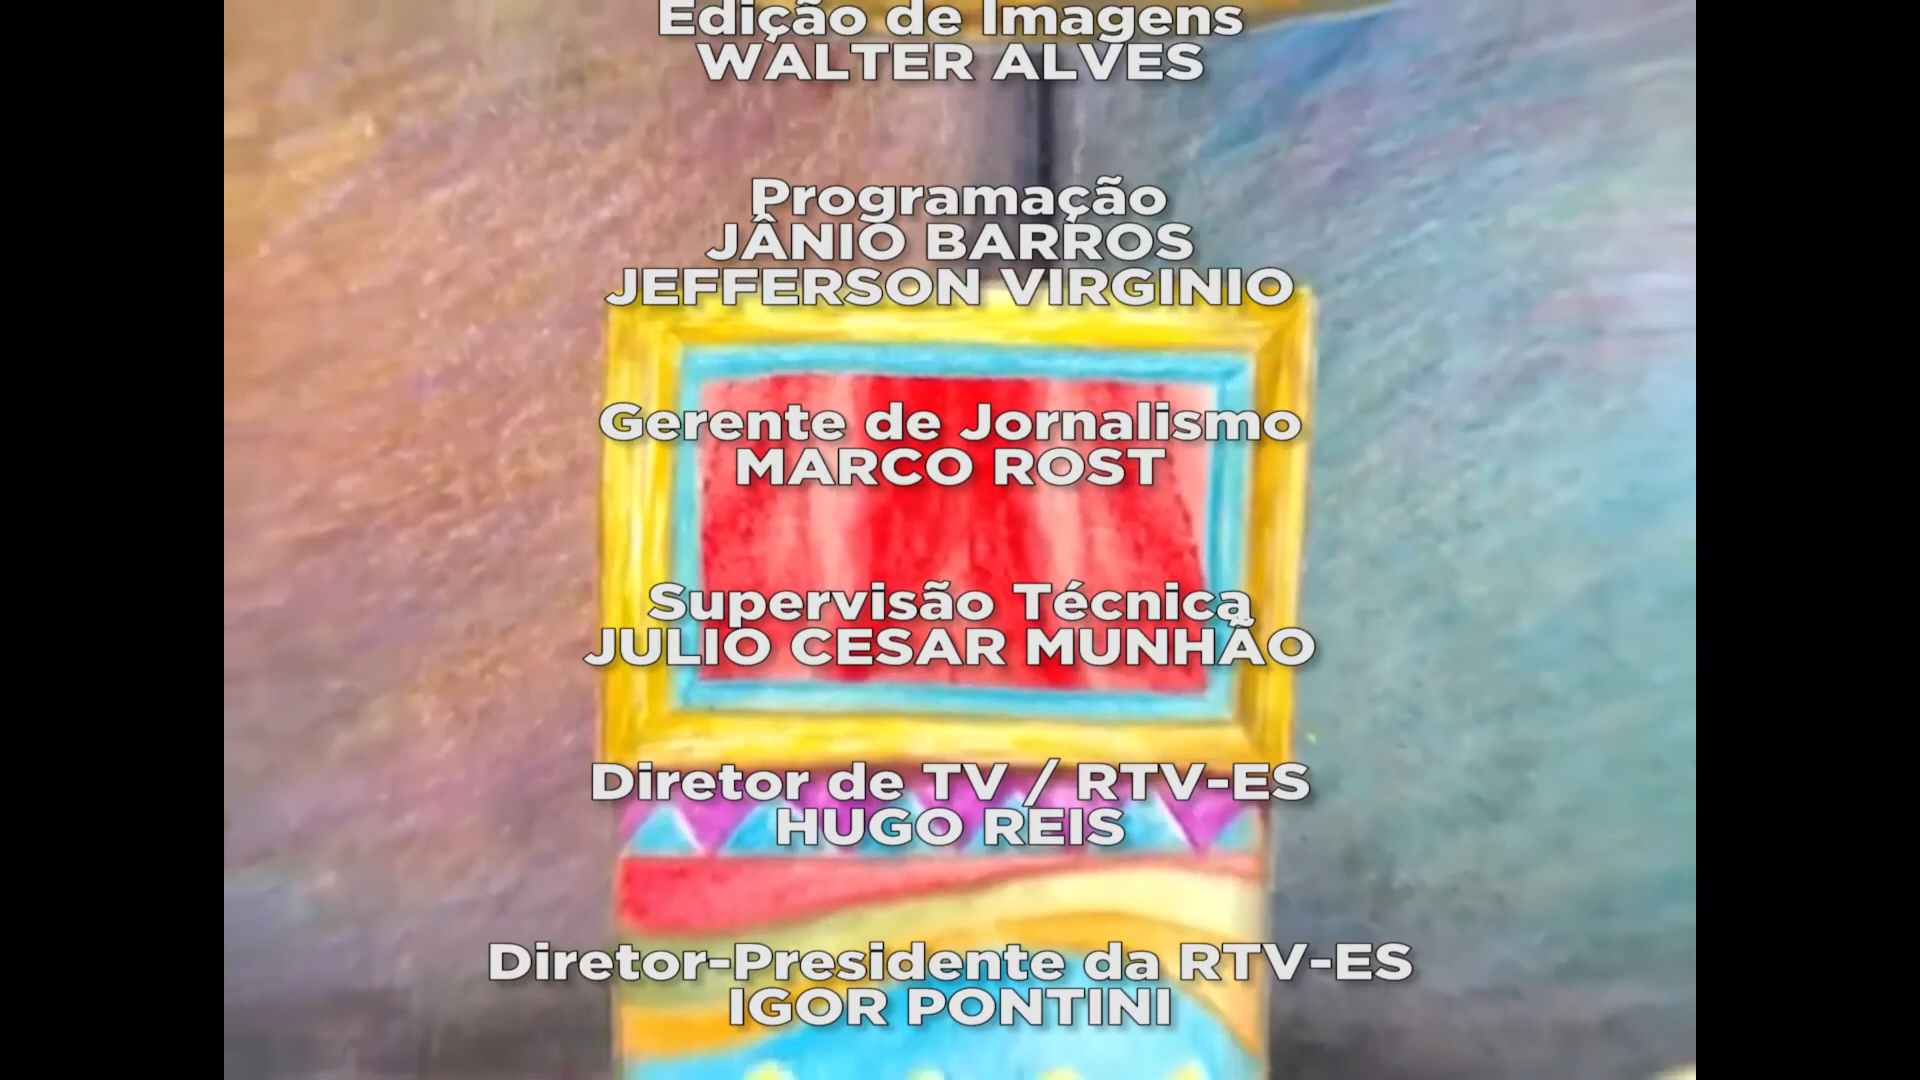 Edição de Imagens
WALTER ALVES
Programação
JÂNIO BARROS
JEFFERSON VIRGINIO
Gerente de Jornalismo
MARCO ROST
Supervisão Técnica
JULIO CESAR MUNHÃO
Diretor de TV / RTV-ES
HUGO REIS
Diretor-Presidente da RTV-ES
IGOR PONTINI